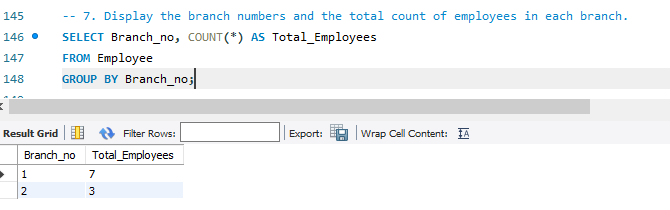 145 -- 7. Display the branch numbers and the total count of employees in each branch.
146 SELECT Branch_no, COUNT(*) AS Total_Employees
147 FROM Employee
148 GROUP BY Branch_no;
Result Grid Filter Rows: Export: Wrap Cell Content: IA
Branch_no Total_Employees
1 7
2 3